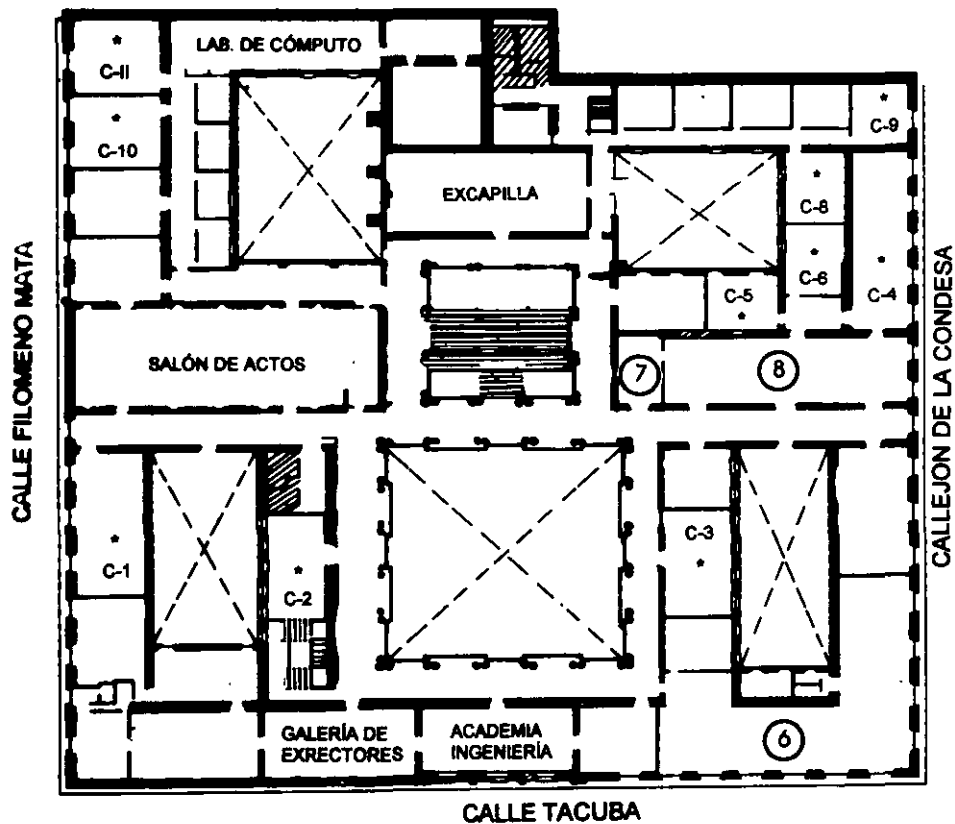 LAB. DE CÓMPUTO
* C-II
* C-10
* C-9
EXCAPILLA
* C-8
* C-6
C-5 *
* C-4
SALÓN DE ACTOS
7
8
CALLE FILOMENO MATA
CALLEJON DE LA CONDESA
* C-1
* C-2
C-3 *
GALERÍA DE
EXRECTORES
ACADEMIA
INGENIERÍA
6
CALLE TACUBA